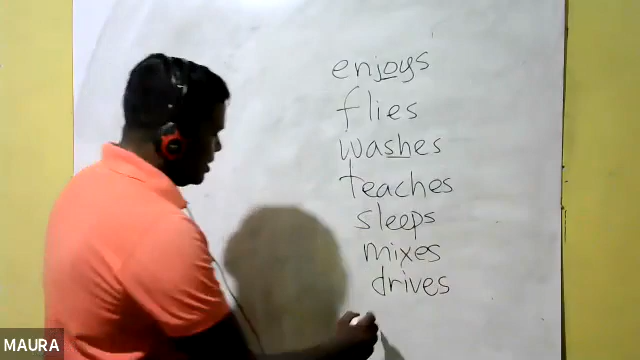 enjoys
flies
washes
teaches
sleeps
mixes
drives
MAURA